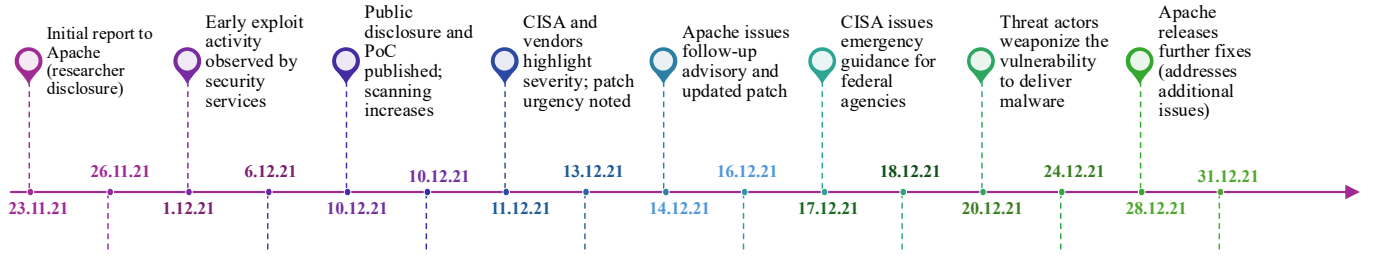 Initial report to
Apache
(researcher
disclosure)
Early exploit
activity
observed by
security
services
Public
disclosure and
PoC
published;
scanning
increases
CISA and
vendors
highlight
severity; patch
urgency noted
Apache issues
follow-up
advisory and
updated patch
CISA issues
emergency
guidance for
federal
agencies
Threat actors
weaponize the
vulnerability
to deliver
malware
Apache
releases
further fixes
(addresses
additional
issues)
26.11.21
6.12.21
10.12.21
13.12.21
16.12.21
18.12.21
24.12.21
31.12.21
23.11.21
1.12.21
10.12.21
11.12.21
14.12.21
17.12.21
20.12.21
28.12.21